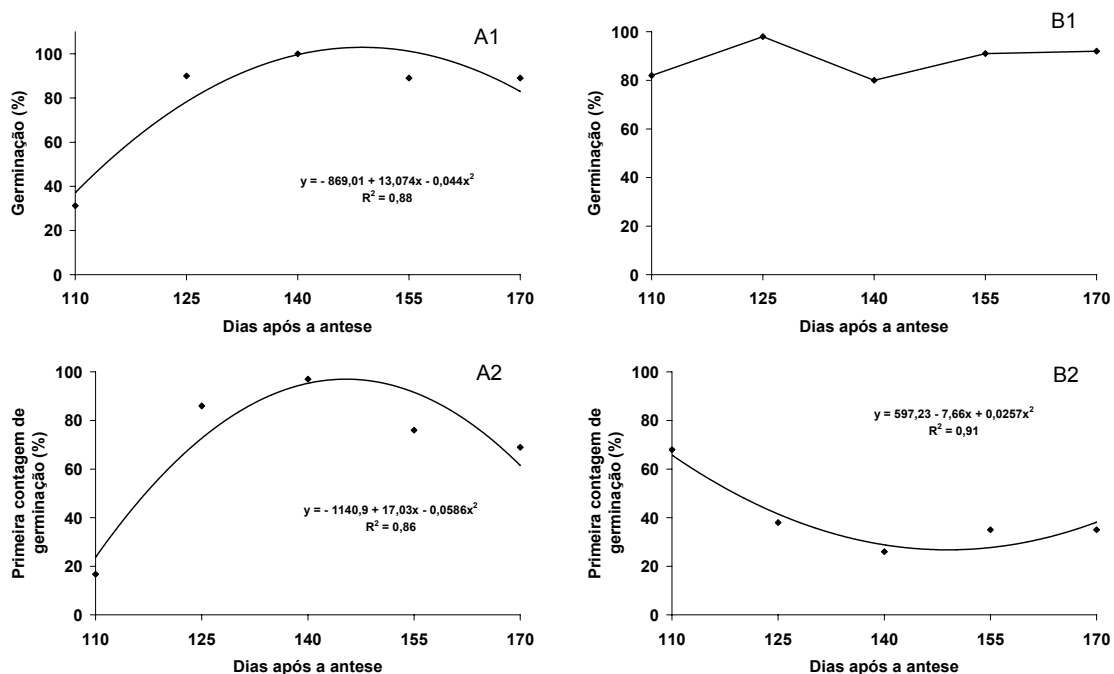 A1
Germinação (%)
100
80
60
40
20
0
y = - 869,01 + 13,074x - 0,044x²
R² = 0,88
110 125 140 155 170
Dias após a antese
B1
Germinação (%)
100
80
60
40
20
0
110 125 140 155 170
Dias após a antese
A2
Primeira contagem de
germinação (%)
100
80
60
40
20
0
y = - 1140,9 + 17,03x - 0,0586x²
R² = 0,86
110 125 140 155 170
Dias após a antese
B2
Primeira contagem de
germinação (%)
100
80
60
40
20
0
y = 597,23 - 7,66x + 0,0257x²
R² = 0,91
110 125 140 155 170
Dias após a antese